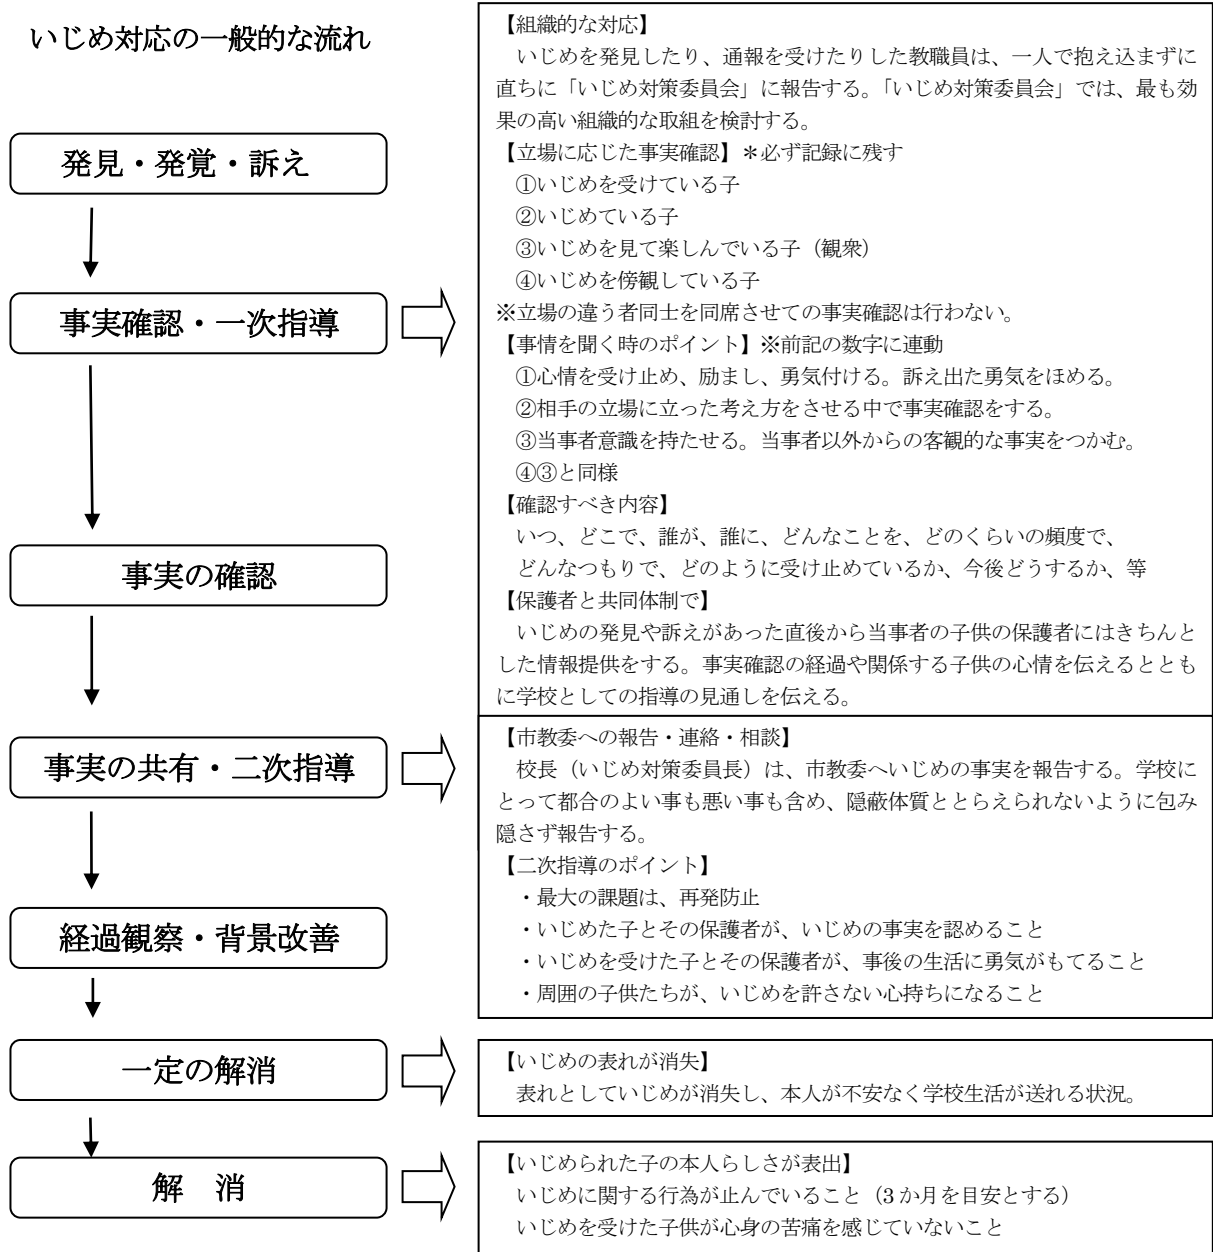 いじめ対応の一般的な流れ
発見・発覚・訴え
事実確認・一次指導
事実の確認
事実の共有・二次指導
経過観察・背景改善
一定の解消
解　消
【組織的な対応】
　いじめを発見したり、通報を受けたりした教職員は、一人で抱え込まずに
直ちに「いじめ対策委員会」に報告する。「いじめ対策委員会」では、最も効
果の高い組織的な取組を検討する。
【立場に応じた事実確認】＊必ず記録に残す
　①いじめを受けている子
　②いじめている子
　③いじめを見て楽しんでいる子（観衆）
　④いじめを傍観している子
※立場の違う者同士を同席させての事実確認は行わない。
【事情を聞く時のポイント】※前記の数字に連動
　①心情を受け止め、励まし、勇気付ける。訴え出た勇気をほめる。
　②相手の立場に立った考え方をさせる中で事実確認をする。
　③当事者意識を持たせる。当事者以外からの客観的な事実をつかむ。
　④③と同様
【確認すべき内容】
　いつ、どこで、誰が、誰に、どんなことを、どのくらいの頻度で、
　どんなつもりで、どのように受け止めているか、今後どうするか、等
【保護者と共同体制で】
　いじめの発見や訴えがあった直後から当事者の子供の保護者にはきちんと
した情報提供をする。事実確認の経過や関係する子供の心情を伝えるととも
に学校としての指導の見通しを伝える。
【市教委への報告・連絡・相談】
　校長（いじめ対策委員長）は、市教委へいじめの事実を報告する。学校に
とって都合のよい事も悪い事も含め、隠蔽体質ととらえられないように包み
隠さず報告する。
【二次指導のポイント】
　・最大の課題は、再発防止
　・いじめた子とその保護者が、いじめの事実を認めること
　・いじめを受けた子とその保護者が、事後の生活に勇気がもてること
　・周囲の子供たちが、いじめを許さない心持ちになること
【いじめの表れが消失】
　表れとしていじめが消失し、本人が不安なく学校生活が送れる状況。
【いじめられた子の本人らしさが表出】
　いじめに関する行為が止んでいること（3 か月を目安とする）
　いじめを受けた子供が心身の苦痛を感じていないこと